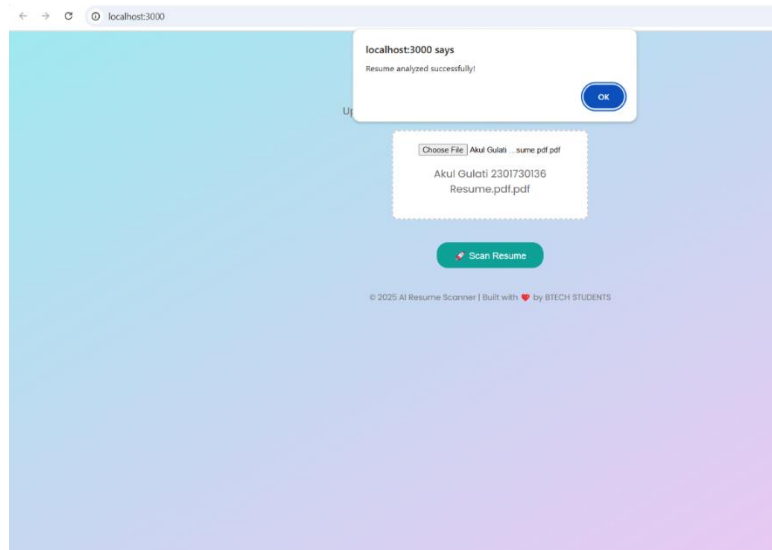 localhost:3000
localhost:3000 says
Resume analyzed successfully!
OK
Choose File Akul Gulati ...sume pdf.pdf
Akul Gulati 2301730136
Resume.pdf.pdf
🚀 Scan Resume
© 2025 AI Resume Scanner | Built with ❤️ by BTECH STUDENTS